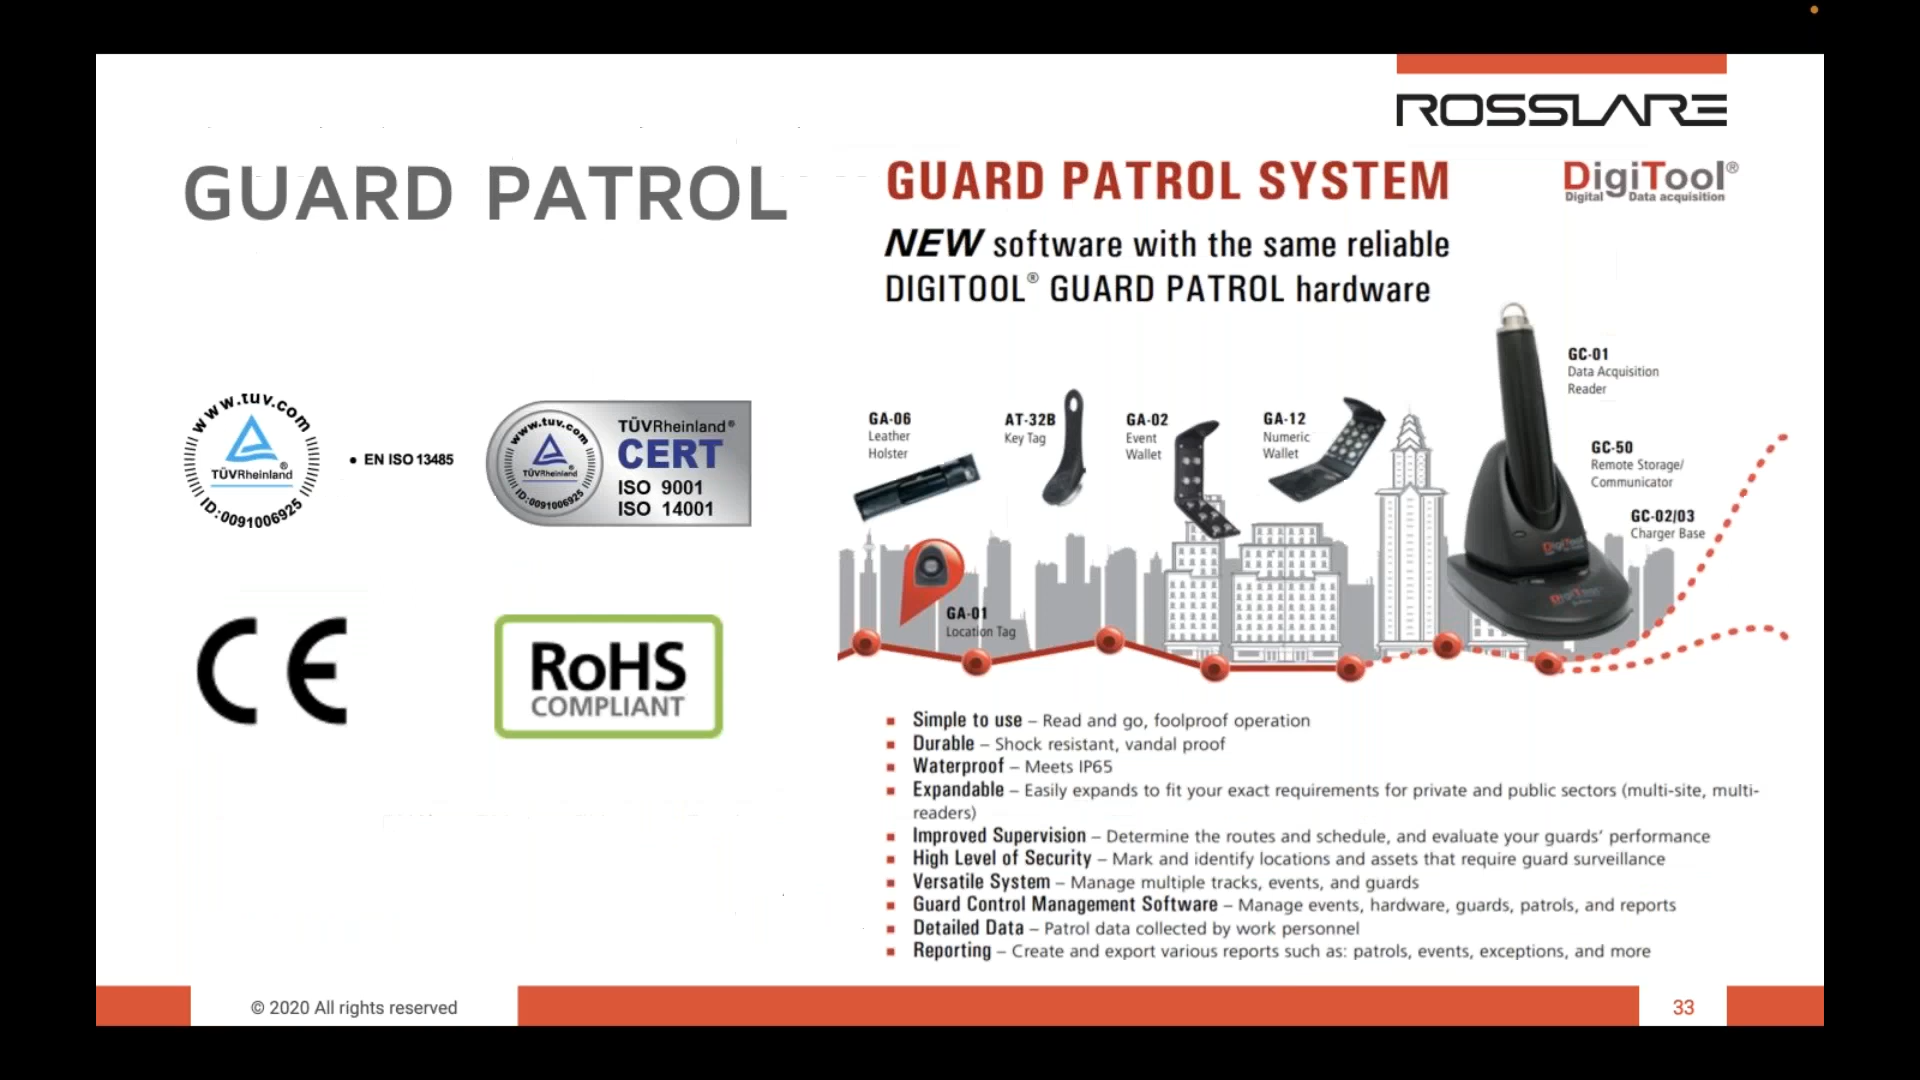 ROSSLARE
GUARD PATROL
GUARD PATROL SYSTEM
DigiTool®
Digital Data acquisition
NEW software with the same reliable
DIGITOOL® GUARD PATROL hardware
www.tuv.com
TÜVRheinland®
ID:0091006925
• EN ISO 13485
www.tuv.com
TÜVRheinland®
ID:0091006925
TÜVRheinland®
CERT
ISO 9001
ISO 14001
CE
RoHS
COMPLIANT
GA-06
Leather
Holster
AT-32B
Key Tag
GA-02
Event
Wallet
GA-12
Numeric
Wallet
GC-01
Data Acquisition
Reader
GC-50
Remote Storage/
Communicator
GC-02/03
Charger Base
DigiTool
DigiTool
GA-01
Location Tag
▪ Simple to use – Read and go, foolproof operation
▪ Durable – Shock resistant, vandal proof
▪ Waterproof – Meets IP65
▪ Expandable – Easily expands to fit your exact requirements for private and public sectors (multi-site, multi-
readers)
▪ Improved Supervision – Determine the routes and schedule, and evaluate your guards' performance
▪ High Level of Security – Mark and identify locations and assets that require guard surveillance
▪ Versatile System – Manage multiple tracks, events, and guards
▪ Guard Control Management Software – Manage events, hardware, guards, patrols, and reports
▪ Detailed Data – Patrol data collected by work personnel
▪ Reporting – Create and export various reports such as: patrols, events, exceptions, and more
© 2020 All rights reserved
33